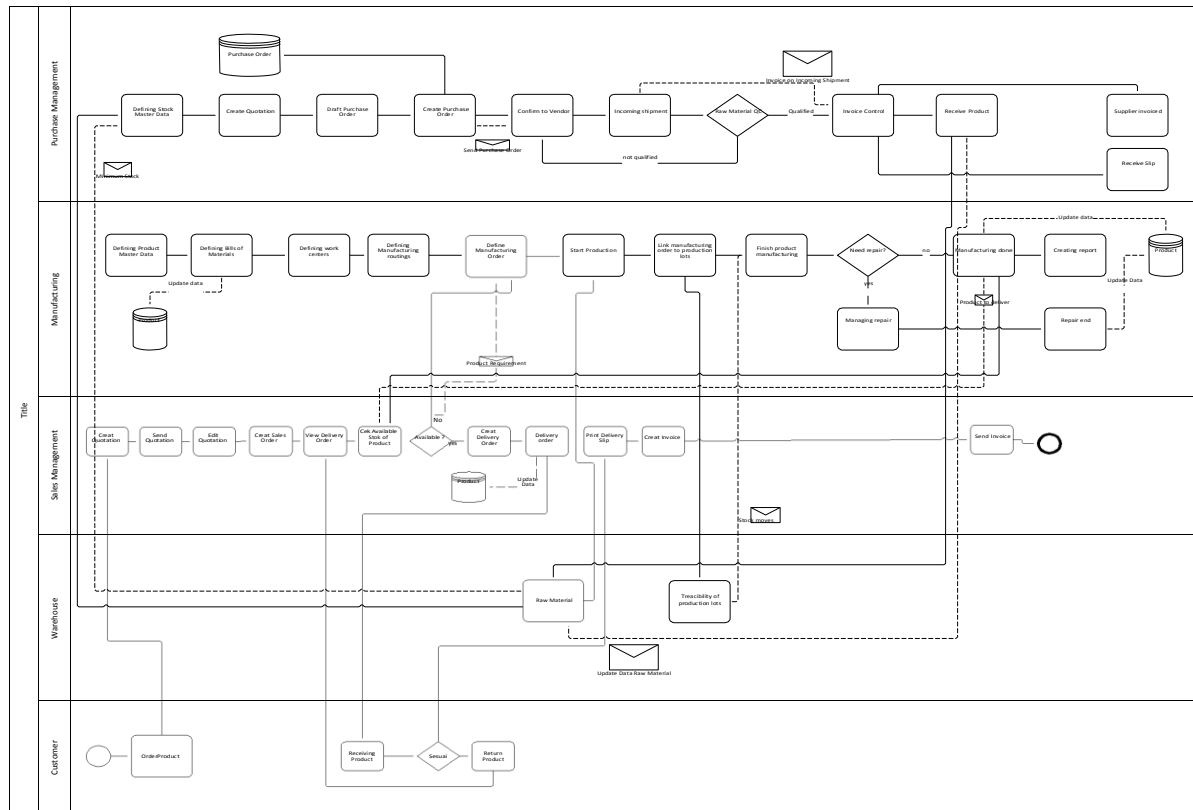 Title
Purchase Management
Purchase Order
Invoice on Incoming Shipment
Defining Stock
Master Data
Create Quotation
Draft Purchase
Order
Create Purchase
Order
Confirm to Vendor
Incoming shipment
Raw Material QC
Qualified
Invoice Control
Receive Product
Supplier invoiced
Send Purchase Order
not qualified
Minimum Stock
Receive Slip
Manufacturing
Update data
Defining Product
Master Data
Defining Bills of
Materials
Defining work
centers
Defining
Manufacturing
routings
Define
Manufacturing
Order
Start Production
Link manufacturing
order to production
lots
Finish product
manufacturing
Need repair?
no
Manufacturing done
Creating report
Product
Update data
yes
Update Data
Product to deliver
Product
Managing repair
Repair end
Product Requirement
Sales Management
No
Creat
Quotation
Send
Quotation
Edit
Quotation
Creat Sales
Order
View Delivery
Order
Cek Available
Stok of
Product
Available ?
yes
Creat
Delivery
Order
Delivery
order
Print Delivery
Slip
Creat Invoice
Send Invoice
Product
Update
Data
Stock moves
Warehouse
Raw Material
Treacibility of
production lots
Update Data Raw Material
Customer
OrderProduct
Receiving
Product
Sesuai
Return
Product